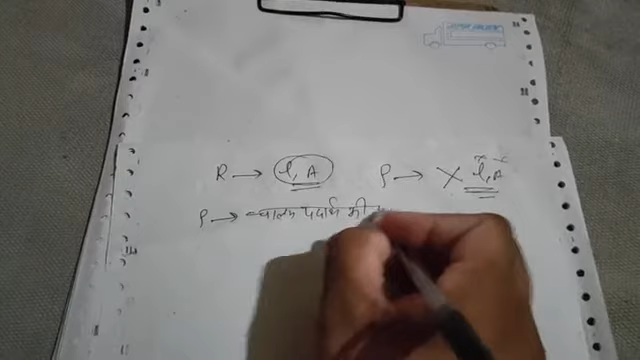 R → l, A ρ → X l, A
ρ → चालक पदार्थ की